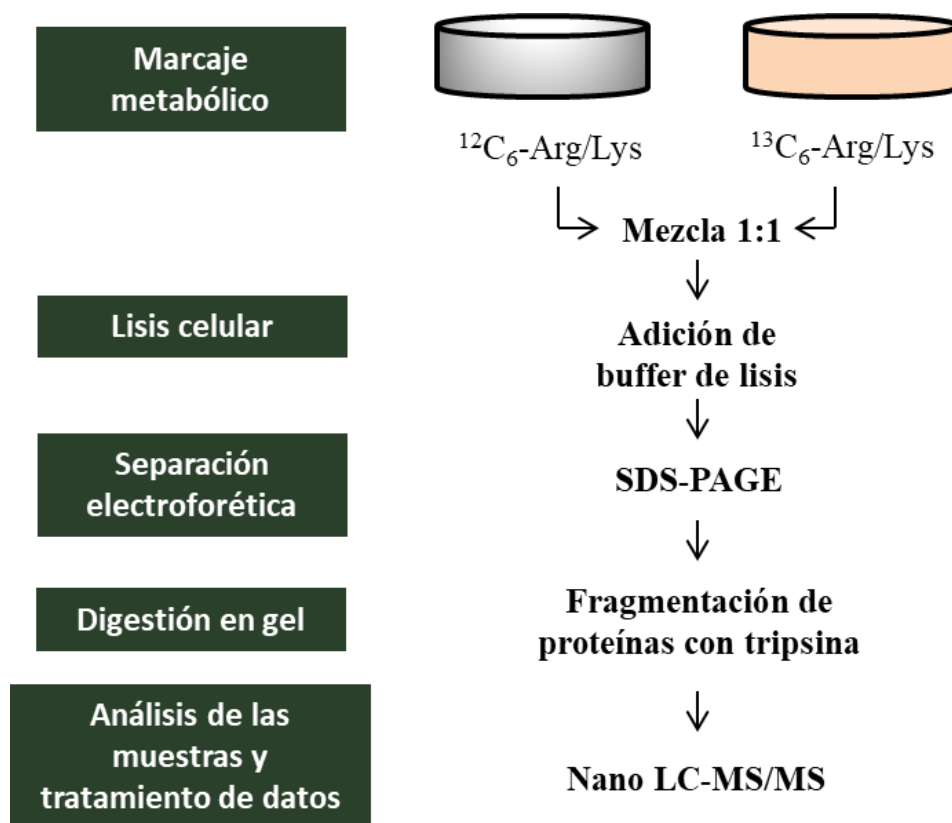 Marcaje
metabólico
¹²C₆-Arg/Lys
¹³C₆-Arg/Lys
Mezcla 1:1
Lisis celular
Adición de
buffer de lisis
Separación
electroforética
SDS-PAGE
Digestión en gel
Fragmentación de
proteínas con tripsina
Análisis de las
muestras y
tratamiento de datos
Nano LC-MS/MS